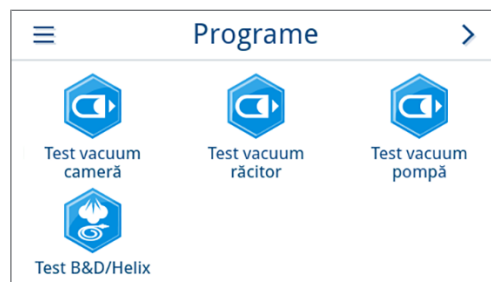 Programe
Test vacuum
cameră
Test vacuum
răcitor
Test vacuum
pompă
Test B&D/Helix